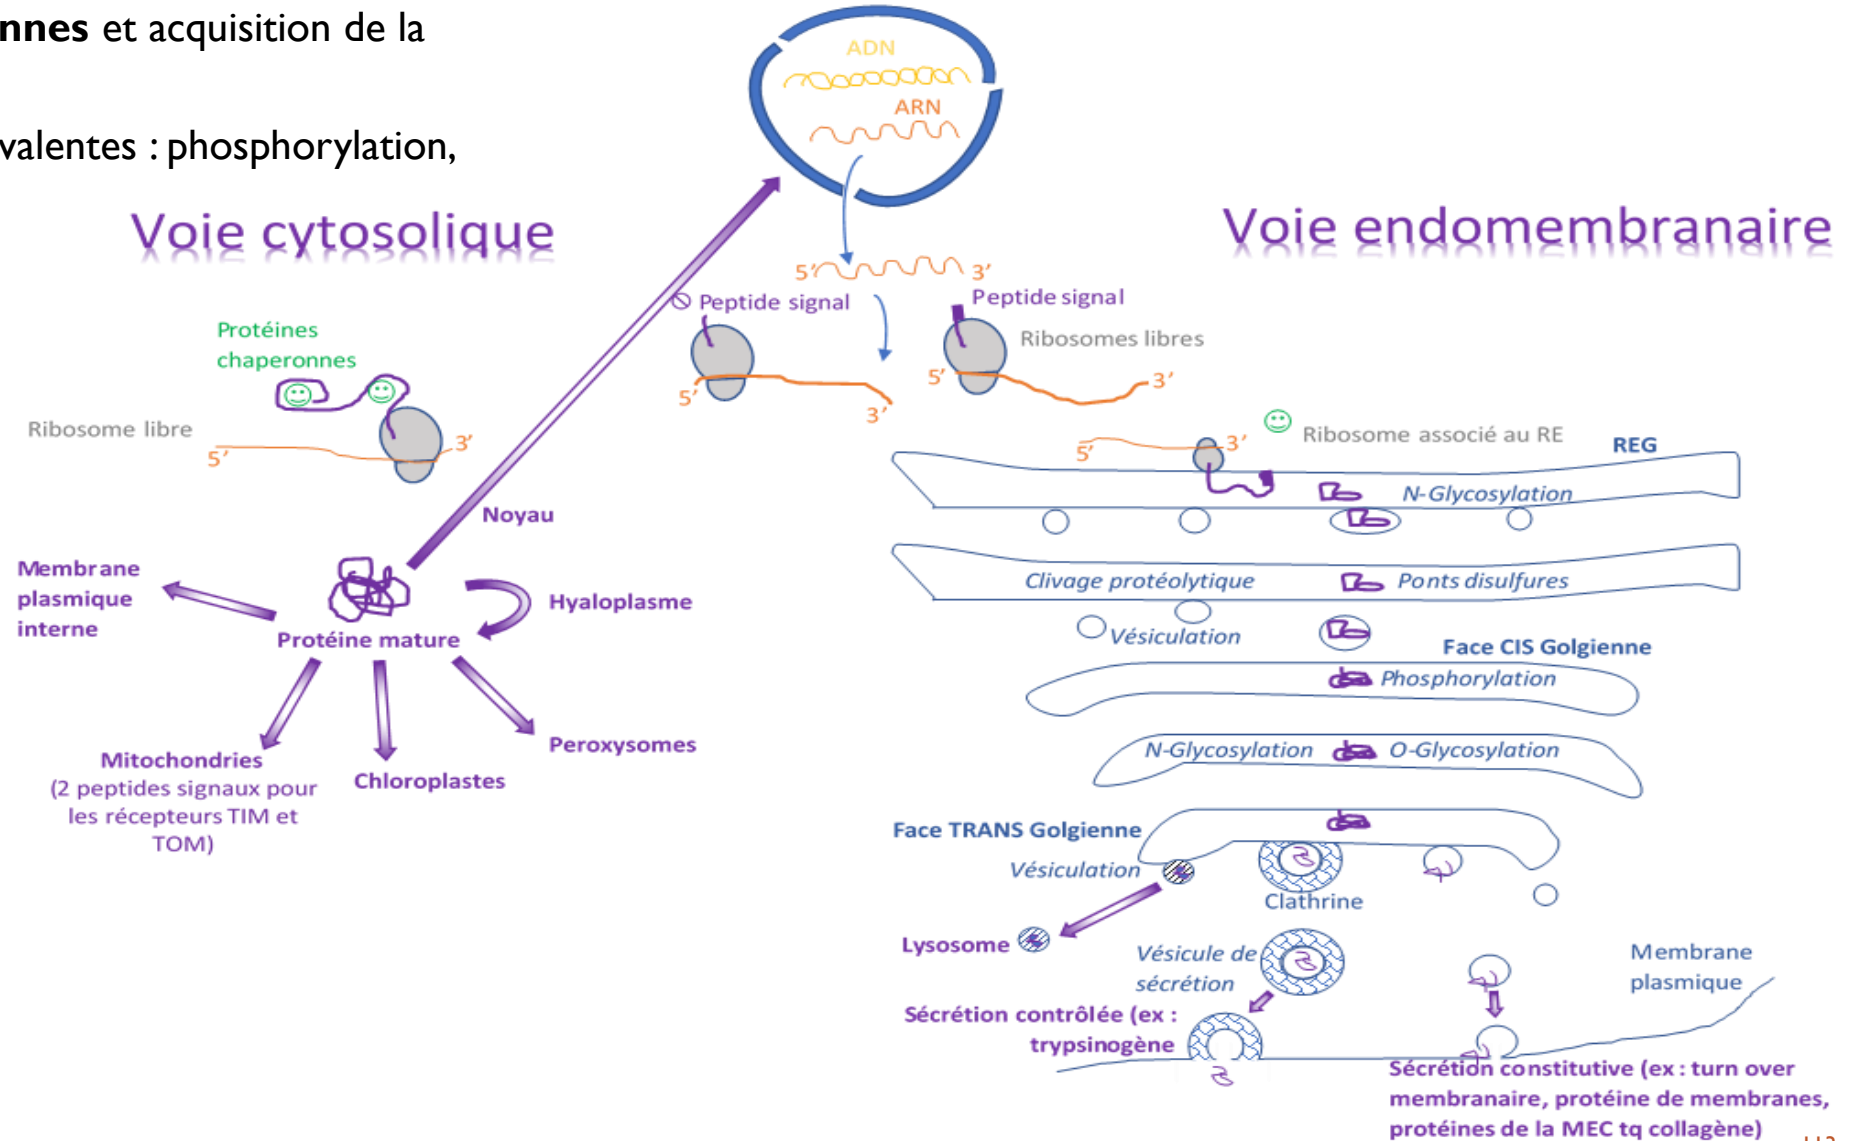 nnes et acquisition de la
valentes : phosphorylation,
ADN
ARN
Voie cytosolique
Voie endomembranaire
5’
3’
Peptide signal
Peptide signal
Ribosomes libres
5’
3’
5’
3’
Protéines
chaperonnes
Ribosome libre
5’
3’
Noyau
Membrane
plasmique
interne
Hyaloplasme
Protéine mature
Mitochondries
(2 peptides signaux pour
les récepteurs TIM et
TOM)
Chloroplastes
Peroxysomes
5’
3’
Ribosome associé au RE
REG
N-Glycosylation
Clivage protéolytique
Ponts disulfures
Vésiculation
Face CIS Golgienne
Phosphorylation
N-Glycosylation
O-Glycosylation
Face TRANS Golgienne
Vésiculation
Clathrine
Lysosome
Vésicule de
sécrétion
Membrane
plasmique
Sécrétion contrôlée (ex :
trypsinogène
Sécrétion constitutive (ex : turn over
membranaire, protéine de membranes,
protéines de la MEC tq collagène)